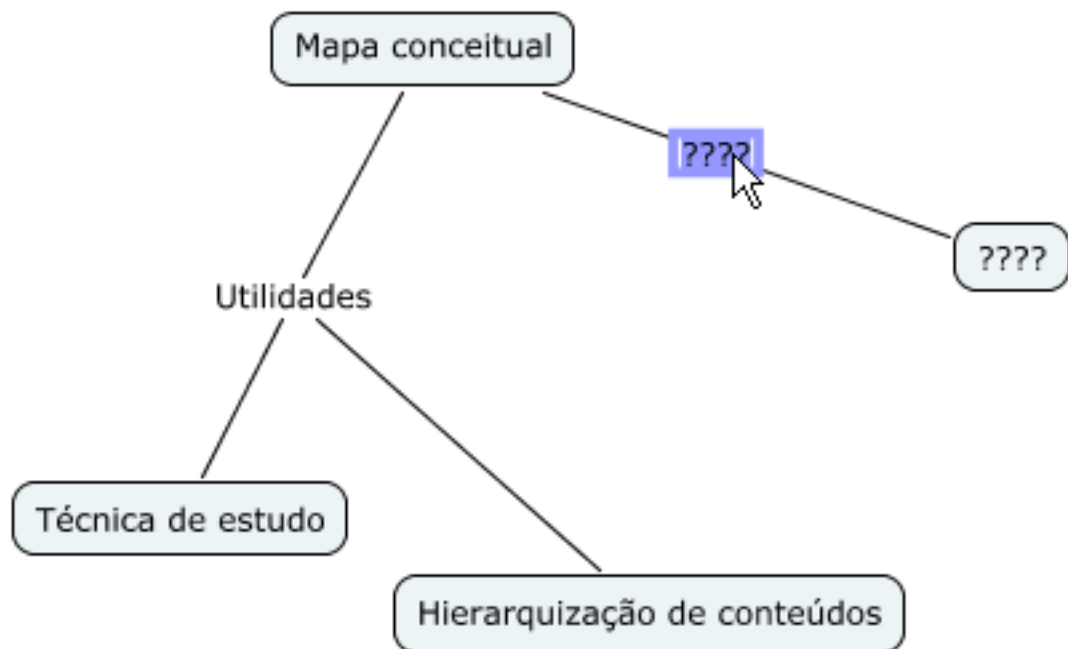 Mapa conceitual
????
????
Utilidades
Técnica de estudo
Hierarquização de conteúdos